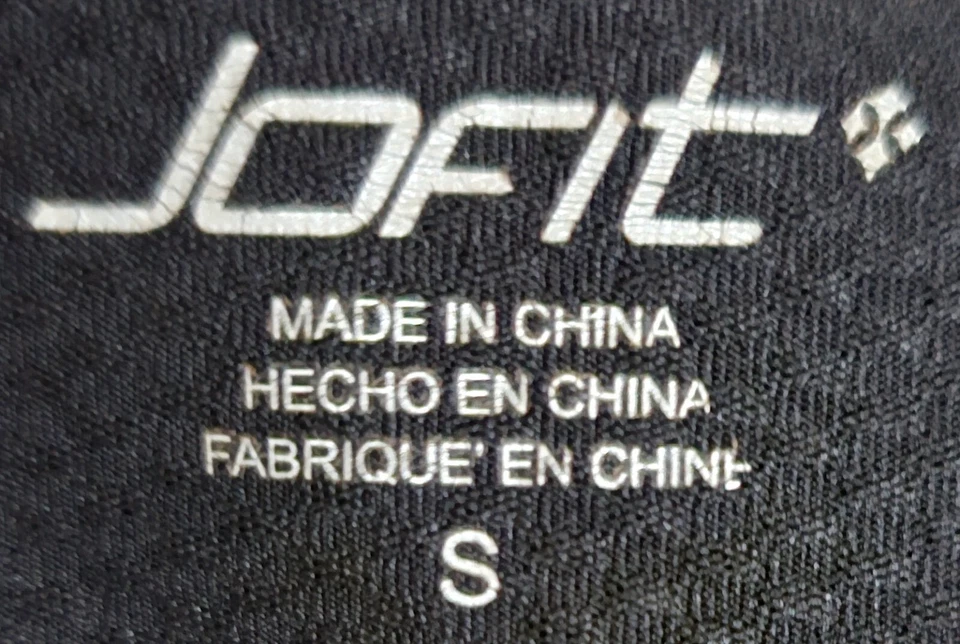 JOFIT
MADE IN CHINA
HECHO EN CHINA
FABRIQUE' EN CHINE
S